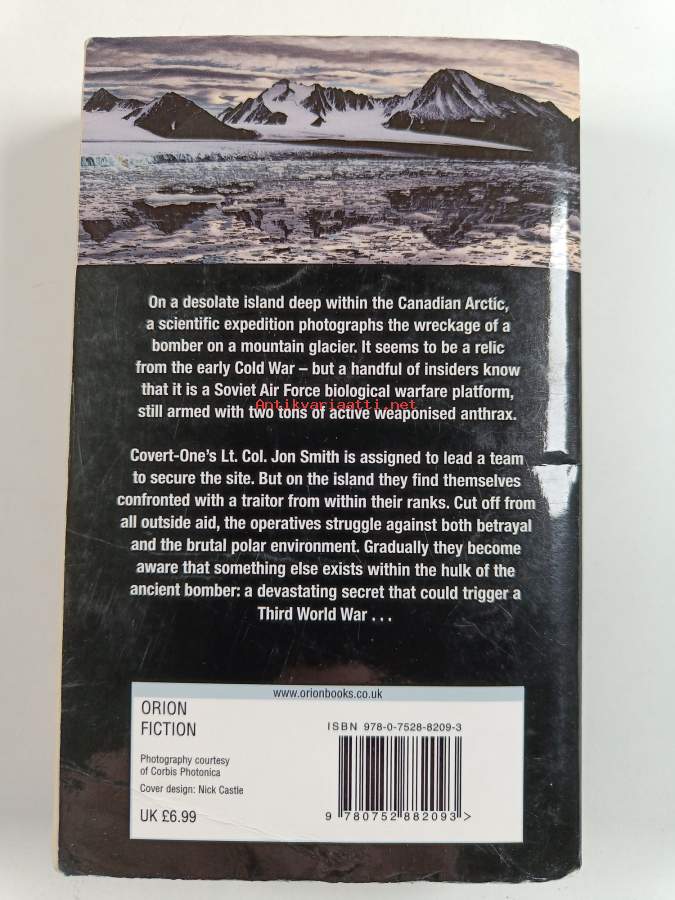 On a desolate island deep within the Canadian Arctic,
a scientific expedition photographs the wreckage of a
bomber on a mountain glacier. It seems to be a relic
from the early Cold War – but a handful of insiders know
that it is a Soviet Air Force biological warfare platform,
Antikvariaatti.net
still armed with two tons of active weaponised anthrax.
Covert-One's Lt. Col. Jon Smith is assigned to lead a team
to secure the site. But on the island they find themselves
confronted with a traitor from within their ranks. Cut off from
all outside aid, the operatives struggle against both betrayal
and the brutal polar environment. Gradually they become
aware that something else exists within the hulk of the
ancient bomber: a devastating secret that could trigger a
Third World War . . .
www.orionbooks.co.uk
ORION
FICTION
Photography courtesy
of Corbis Photonica
Cover design: Nick Castle
UK £6.99
ISBN 978-0-7528-8209-3
9 780752 882093 >